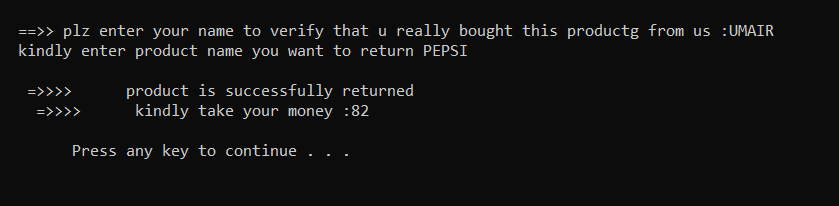 ==>> plz enter your name to verify that u really bought this productg from us :UMAIR
kindly enter product name you want to return PEPSI
=>>>> product is successfully returned
=>>>> kindly take your money :82
Press any key to continue . . .